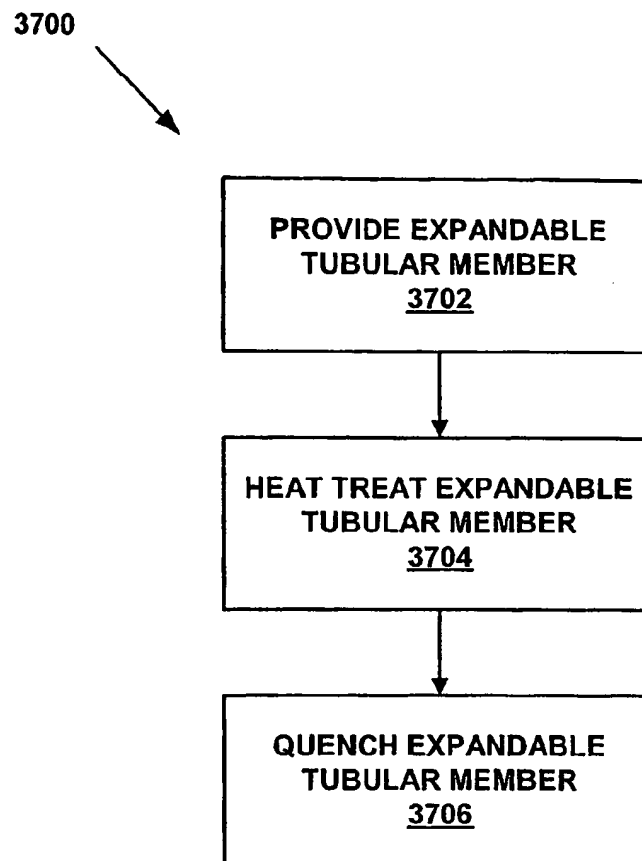 3700
PROVIDE EXPANDABLE
TUBULAR MEMBER
3702
HEAT TREAT EXPANDABLE
TUBULAR MEMBER
3704
QUENCH EXPANDABLE
TUBULAR MEMBER
3706